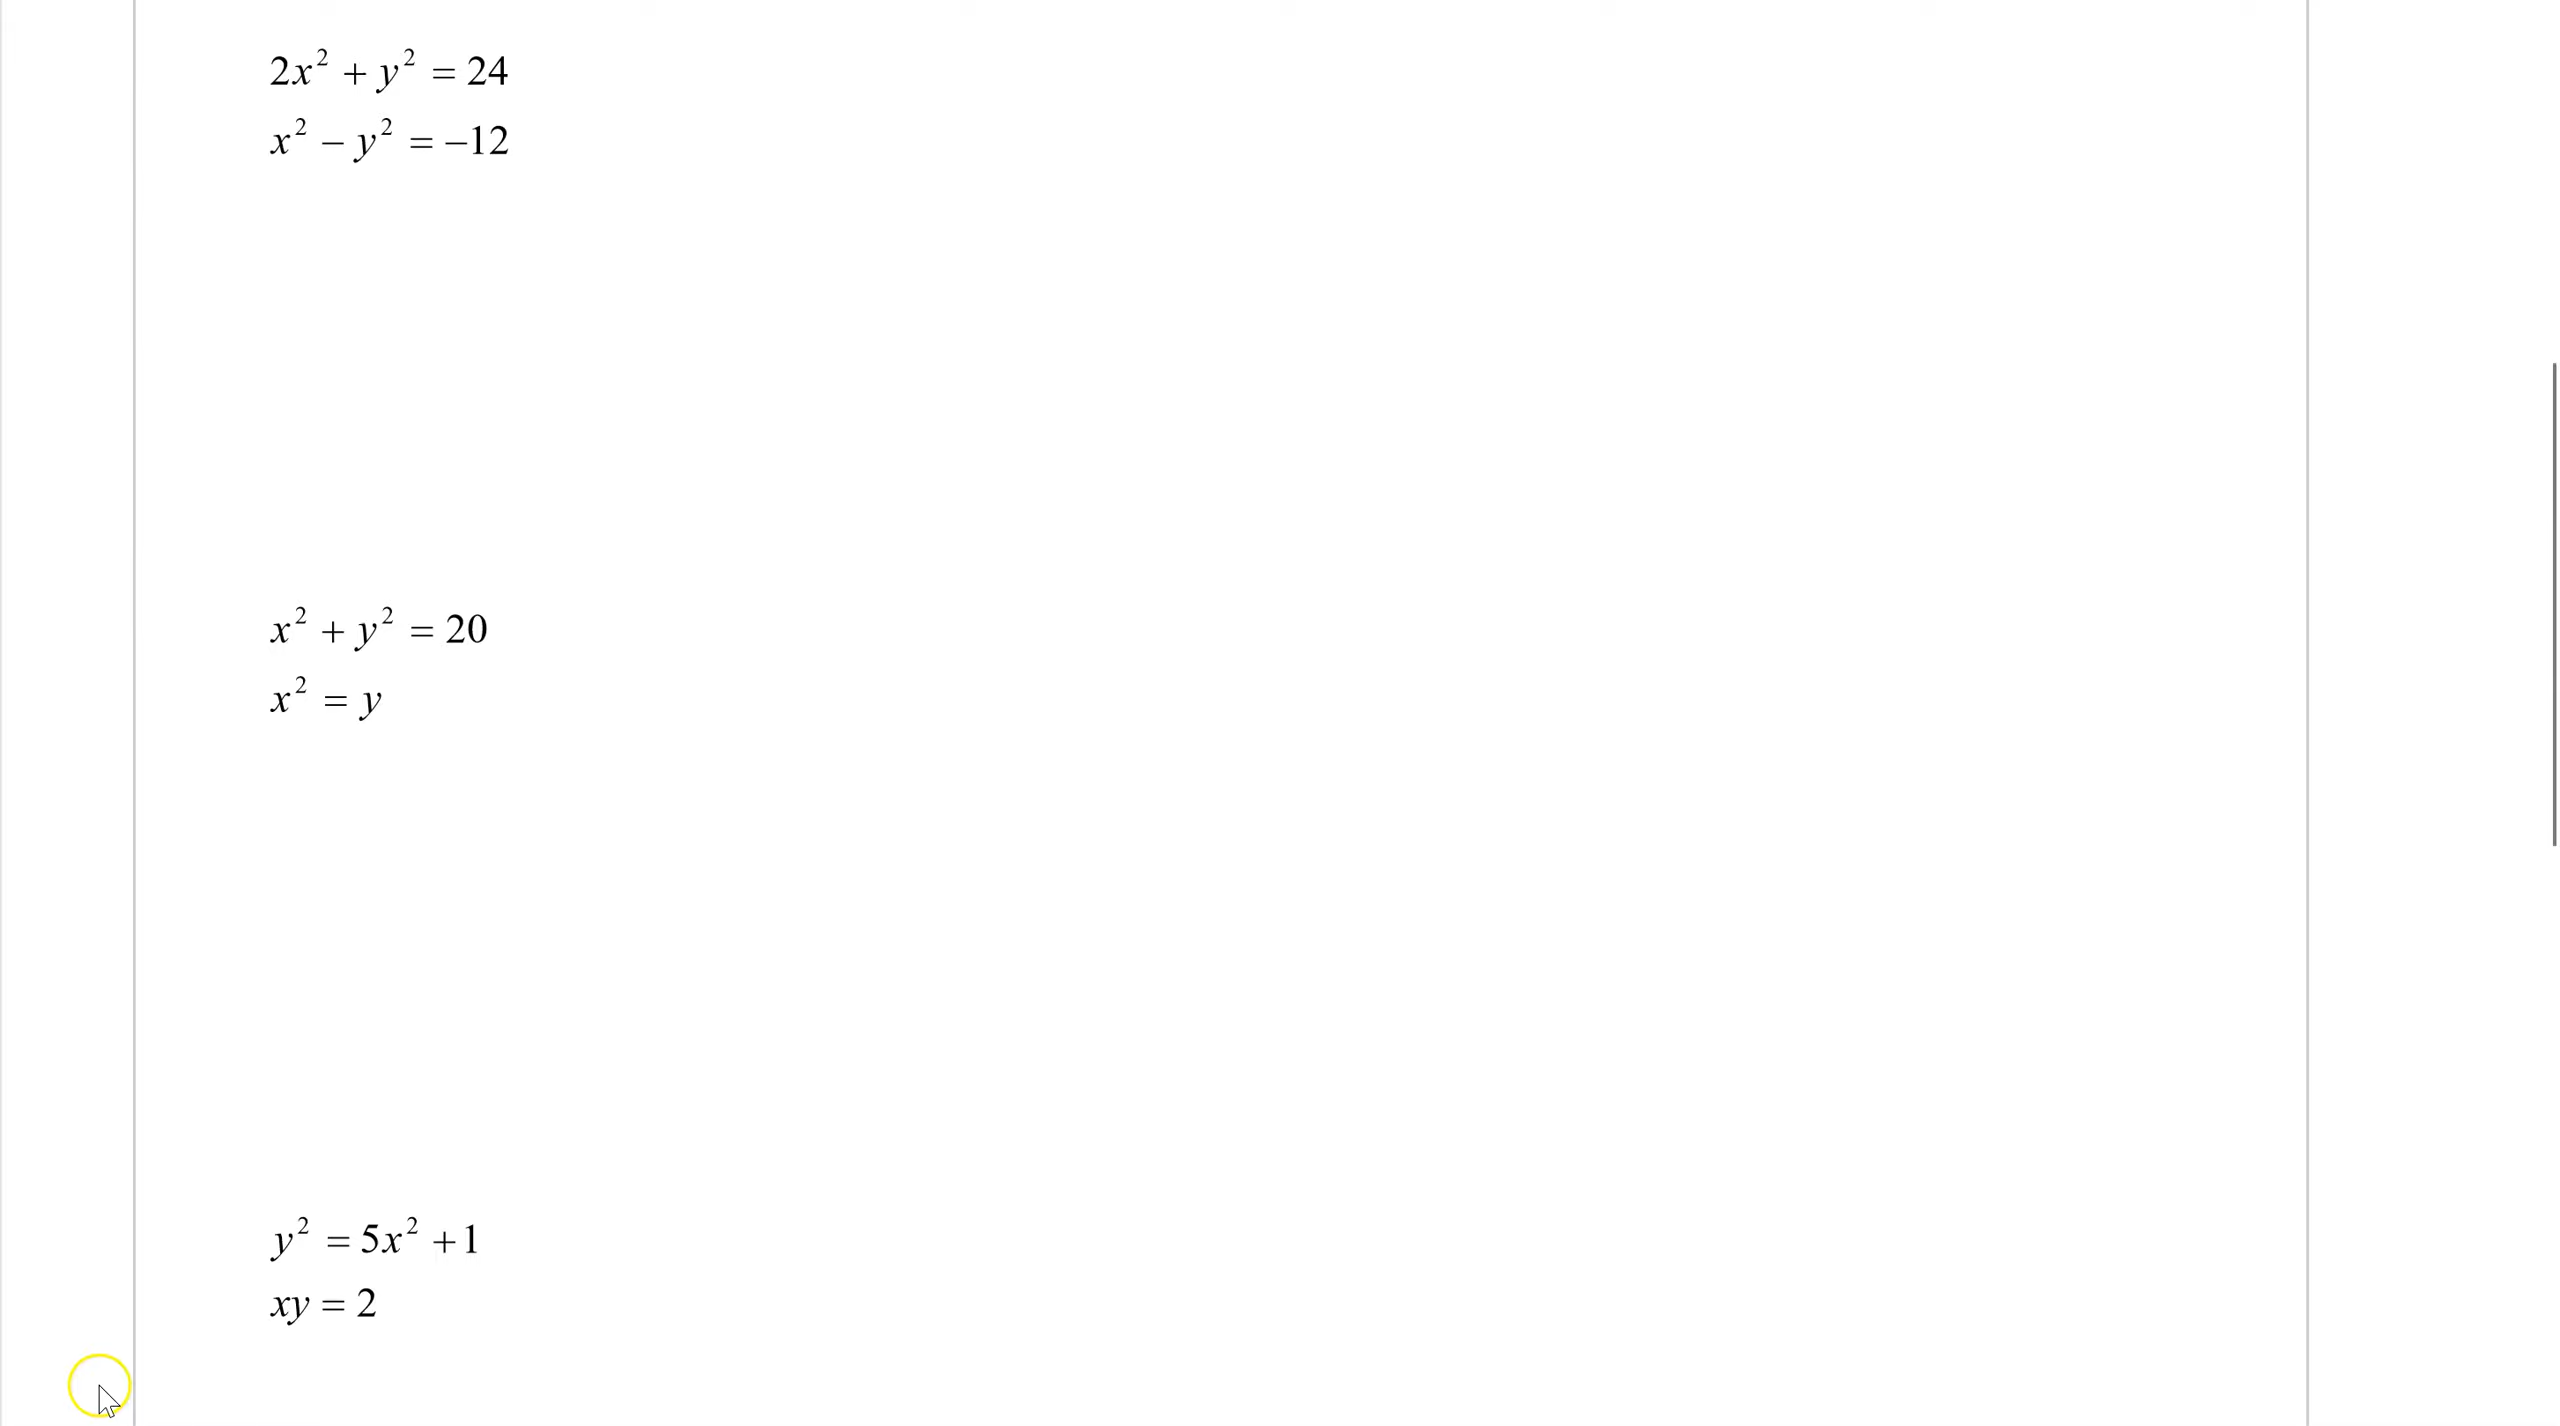 2x² + y² = 24
x² − y² = −12
x² + y² = 20
x² = y
y² = 5x² + 1
xy = 2